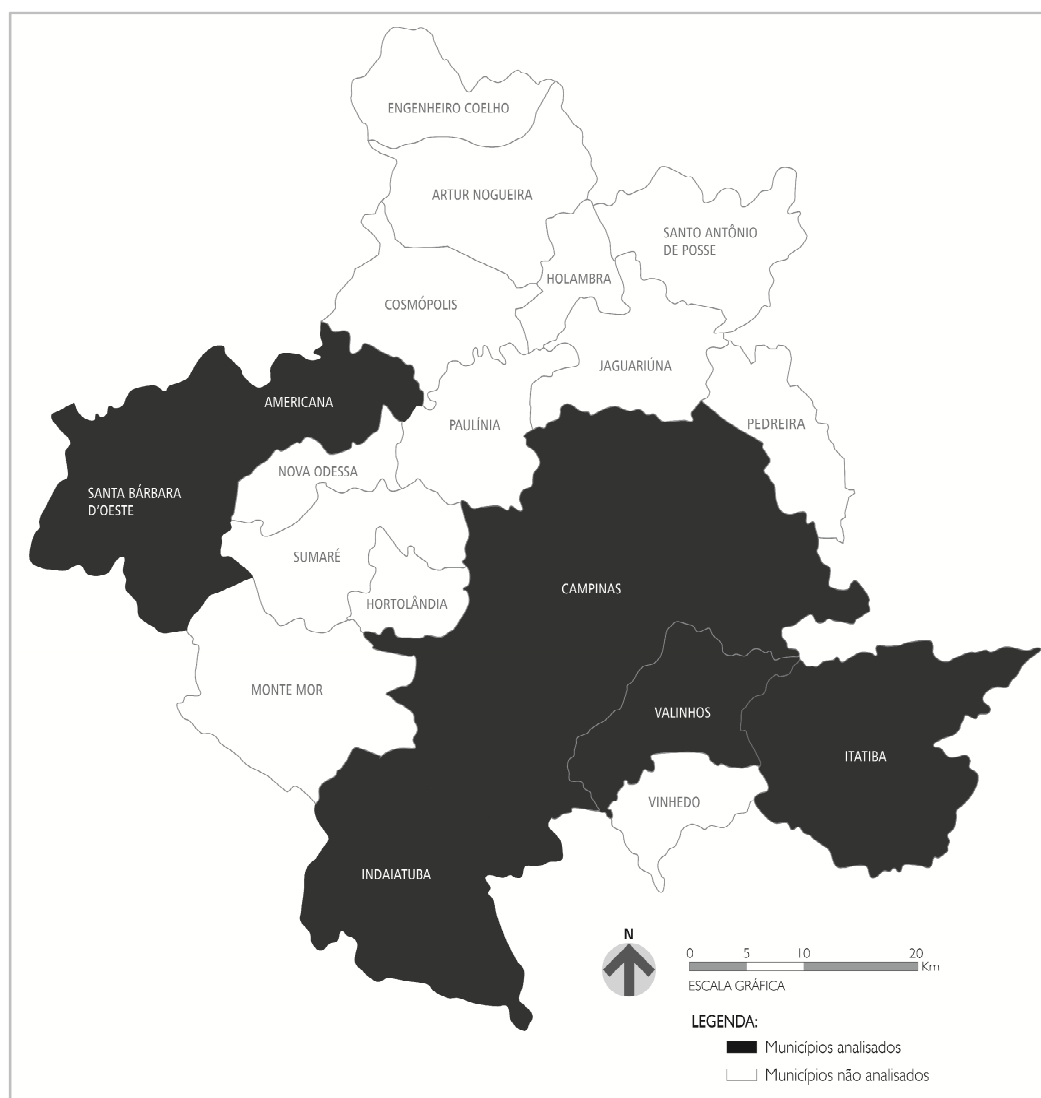 ENGENHEIRO COELHO
ARTUR NOGUEIRA
SANTO ANTÔNIO
DE POSSE
HOLAMBRA
COSMÓPOLIS
JAGUARIÚNA
AMERICANA
PAULÍNIA
PEDREIRA
NOVA ODESSA
SANTA BÁRBARA
D'OESTE
SUMARÉ
CAMPINAS
HORTOLÂNDIA
MONTE MOR
VALINHOS
ITATIBA
VINHEDO
INDAIATUBA
N
0 5 10 20
Km
ESCALA GRÁFICA
LEGENDA:
Municípios analisados
Municípios não analisados